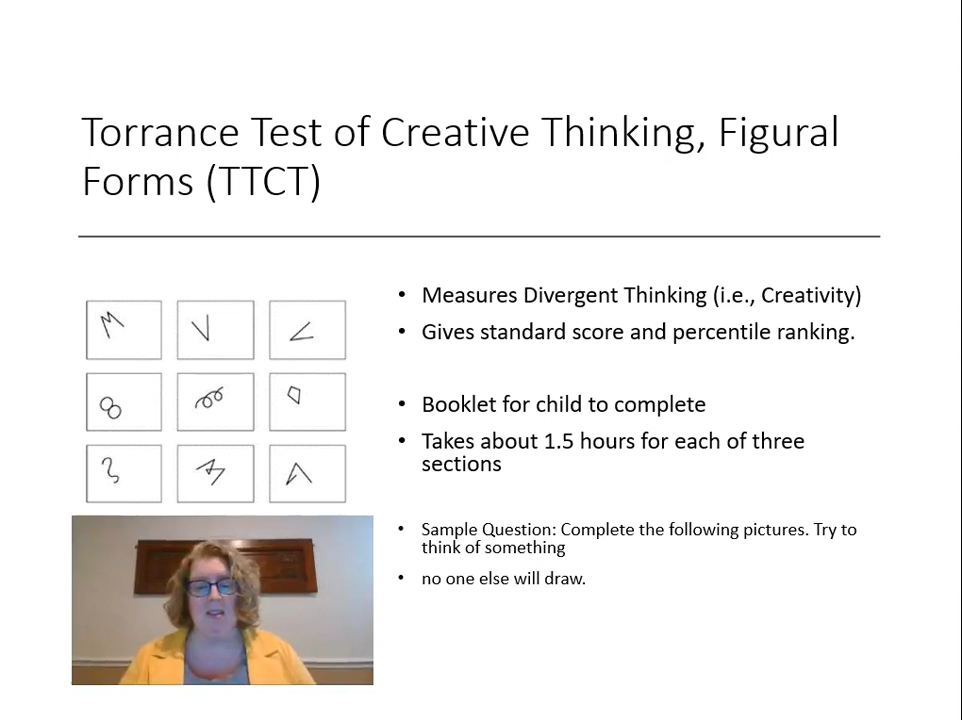 Torrance Test of Creative Thinking, Figural
Forms (TTCT)
• Measures Divergent Thinking (i.e., Creativity)
• Gives standard score and percentile ranking.
• Booklet for child to complete
• Takes about 1.5 hours for each of three
sections
• Sample Question: Complete the following pictures. Try to
think of something
• no one else will draw.